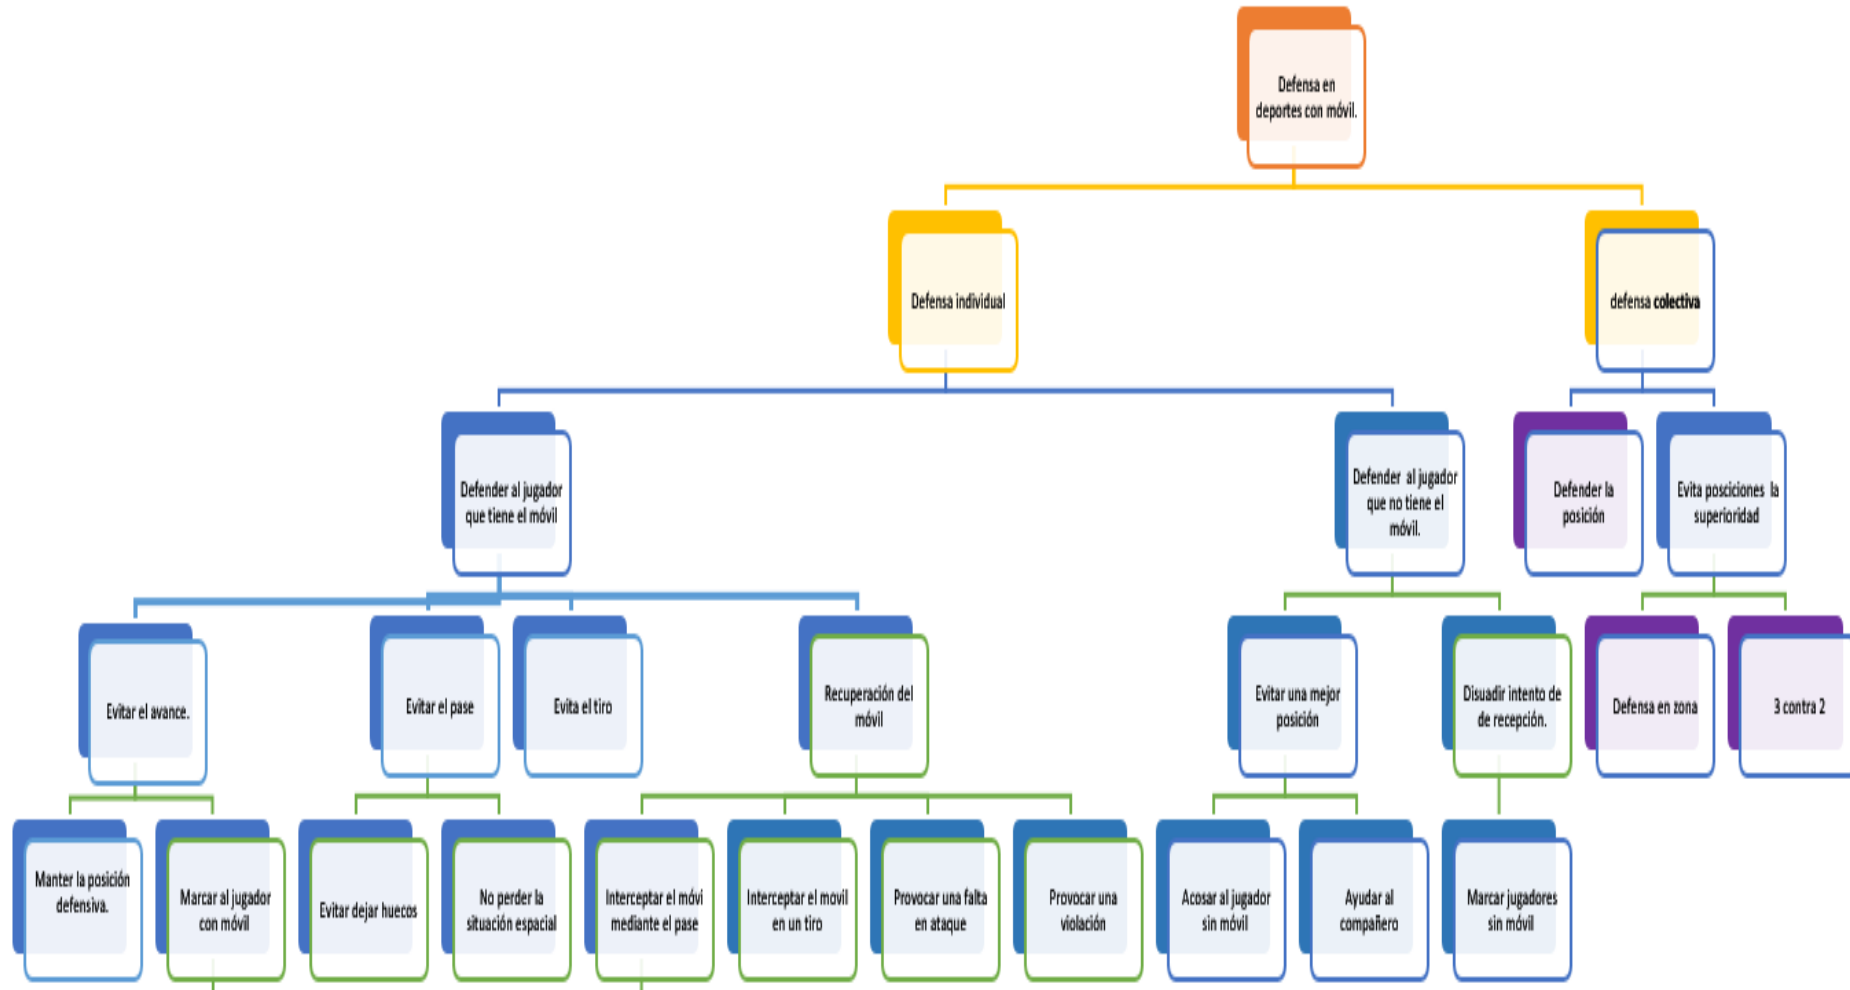 Defensa en
deportes con móvil.
Defensa individual
defensa colectiva
Defender al jugador
que tiene el móvil
Defender al jugador
que no tiene el
móvil.
Defender la
posición
Evita posciciones la
superioridad
Evitar el avance.
Evitar el pase
Evita el tiro
Recuperación del
móvil
Evitar una mejor
posición
Disuadir intento de
de recepción.
Defensa en zona
3 contra 2
Manter la posición
defensiva.
Marcar al jugador
con móvil
Evitar dejar huecos
No perder la
situación espacial
Interceptar el móvi
mediante el pase
Interceptar el movil
en un tiro
Provocar una falta
en ataque
Provocar una
violación
Acosar al jugador
sin móvil
Ayudar al
compañero
Marcar jugadores
sin móvil